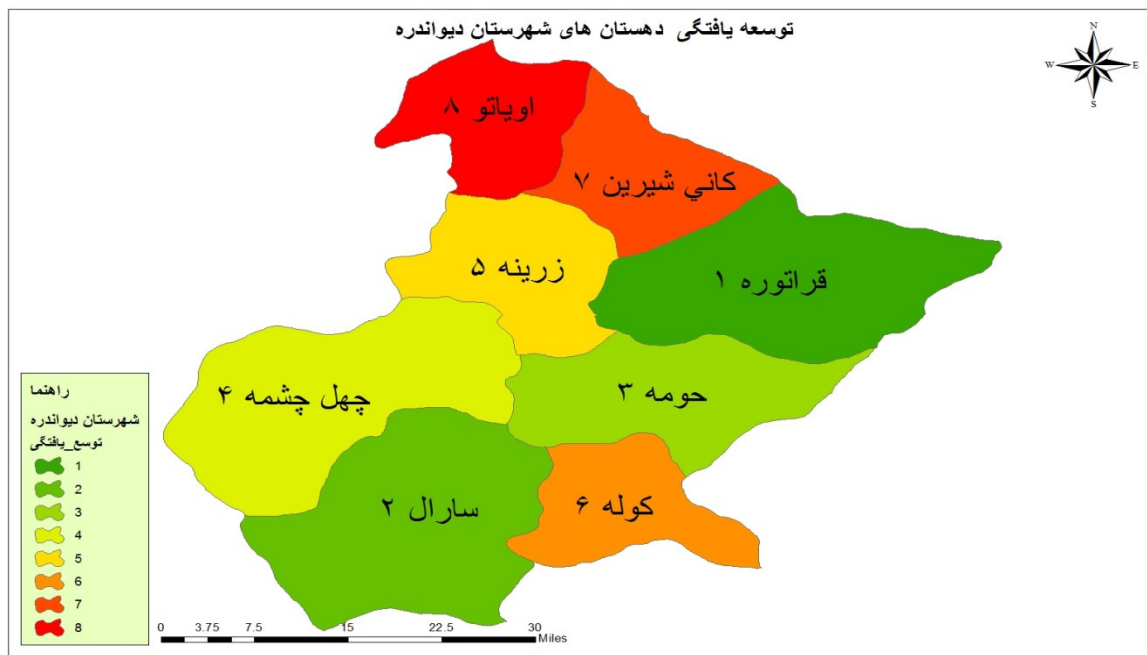 توسعه یافتگی دهستان های شهرستان دیواندره
N
W E
S
اویاتو ۸
کاني شیرین ۷
قراتوره ۱
زرینه ۵
حومه ۳
چهل چشمه ۴
سارال ۲
کوله ۶
راهنما
شهرستان دیواندره
توسع_یافتگی
1
2
3
4
5
6
7
8
0 3.75 7.5 15 22.5 30
Miles